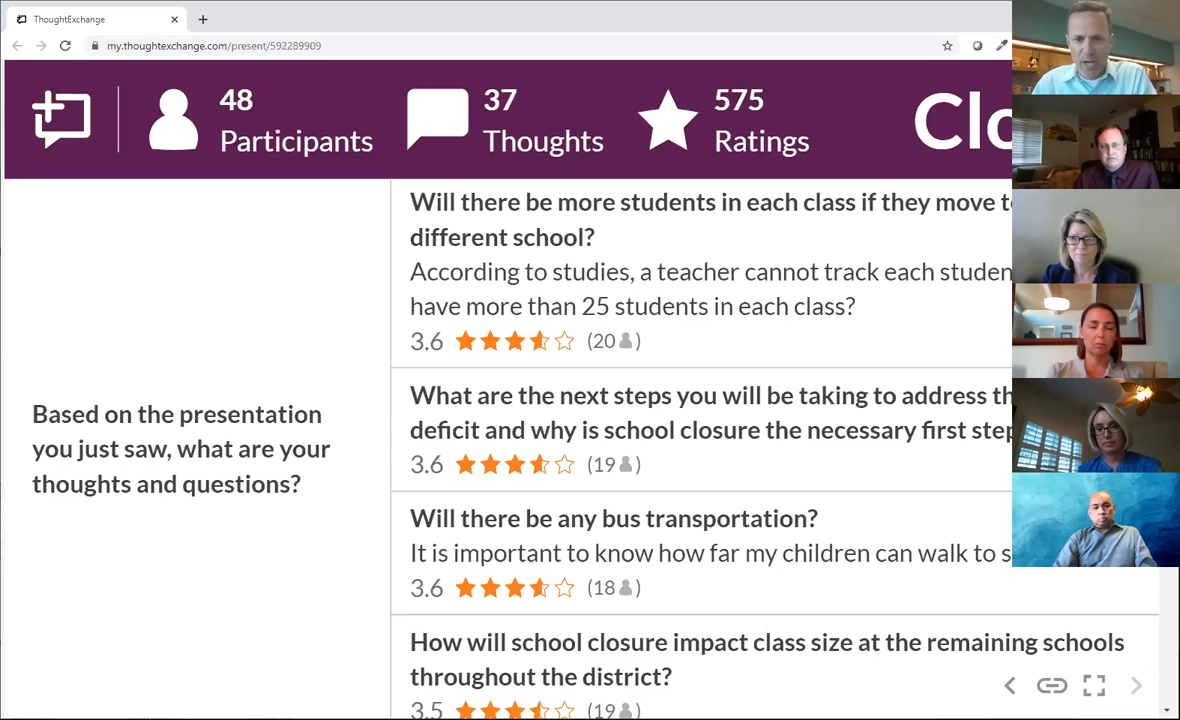 ThoughtExchange
my.thoughtexchange.com/present/592289909
48
Participants
37
Thoughts
575
Ratings
Clo
Will there be more students in each class if they move t
different school?
According to studies, a teacher cannot track each studen
have more than 25 students in each class?
3.6 (20)
What are the next steps you will be taking to address th
deficit and why is school closure the necessary first step
3.6 (19)
Based on the presentation
you just saw, what are your
thoughts and questions?
Will there be any bus transportation?
It is important to know how far my children can walk to s
3.6 (18)
How will school closure impact class size at the remaining schools
throughout the district?
3.5 (19)